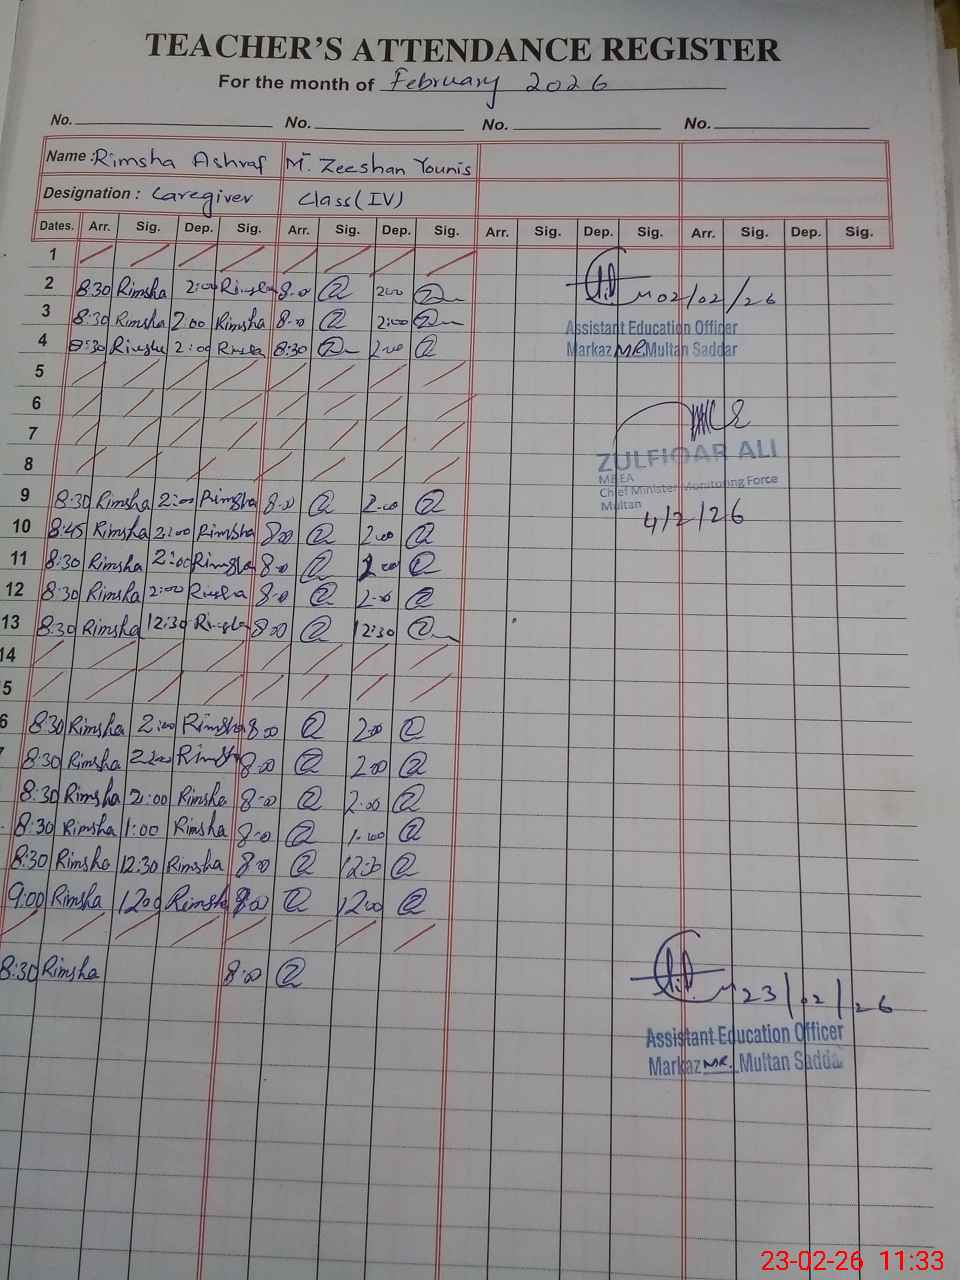 TEACHER'S ATTENDANCE REGISTER
For the month of February 2026
No. No. No. No.
Name : Rimsha Ashraf M. Zeeshan Younis
Designation : Caregiver Class (IV)
Dates. Arr. Sig. Dep. Sig. Arr. Sig. Dep. Sig. Arr. Sig. Dep. Sig. Arr. Sig. Dep. Sig.
1
2 8:30 Rimsha 2:00 Rimsha 8:00 2:00
02/02/26
3 8:30 Rimsha 2:00 Rimsha 8:00 2:00
Assistant Education Officer
4 8:30 Rimsha 2:00 Rimsha 8:30 2:00
Markaz MR, Multan Saddar
5
6
7
8
ZULFIQAR ALI
MEEA
Chief Minister Monitoring Force
Multan
4/2/26
9 8:30 Rimsha 2:00 Rimsha 8:00 2:00
10 8:45 Rimsha 2:00 Rimsha 8:00 2:00
11 8:30 Rimsha 2:00 Rimsha 8:00 2:00
12 8:30 Rimsha 2:00 Rimsha 8:00 2:00
13 8:30 Rimsha 12:30 Rimsha 8:00 12:30
14
5
6 8:30 Rimsha 2:00 Rimsha 8:00 2:00
8:30 Rimsha 2:00 Rimsha 8:00 2:00
8:30 Rimsha 2:00 Rimsha 8:00 2:00
8:30 Rimsha 1:00 Rimsha 8:00 1:00
8:30 Rimsha 12:30 Rimsha 8:00 12:30
9:00 Rimsha 12:00 Rimsha 8:00 12:00
8:30 Rimsha 8:00
23/02/26
Assistant Education Officer
Markaz MR, Multan Saddar
23-02-26 11:33